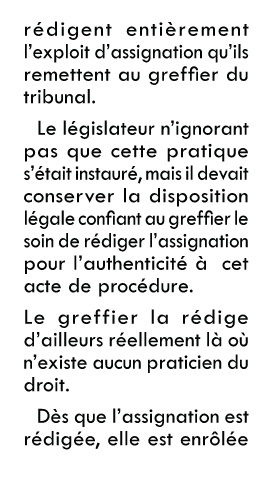 rédigent entièrement
l'exploit d'assignation qu'ils
remettent au greffier du
tribunal.
Le législateur n'ignorant
pas que cette pratique
s'était instauré, mais il devait
conserver la disposition
légale confiant au greffier le
soin de rédiger l'assignation
pour l'authenticité à cet
acte de procédure.
Le greffier la rédige
d'ailleurs réellement là où
n'existe aucun praticien du
droit.
Dès que l'assignation est
rédigée, elle est enrôlée